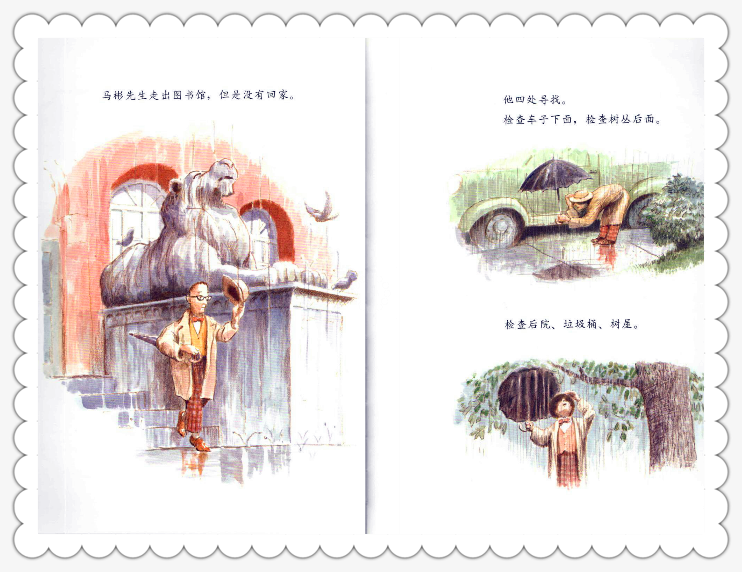 马彬先生走出图书馆，但是没有回家。
他四处寻找。
检查车子下面，检查树丛后面。
检查后院、垃圾桶、树屋。